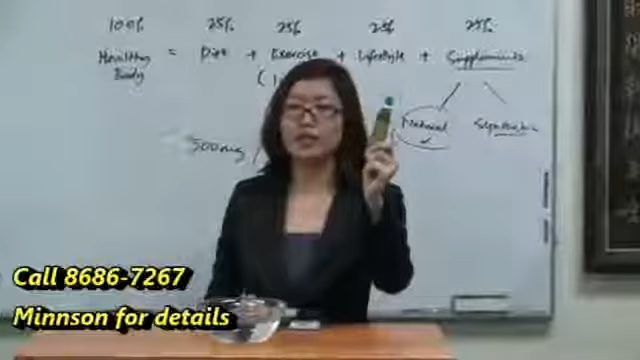 100% 25% 25% 25% 25%
Healthy = Diet + Exercise + Lifestyle + Supplements
Body
Natural Synthetic
500mg
Call 8686-7267
Minnson for details